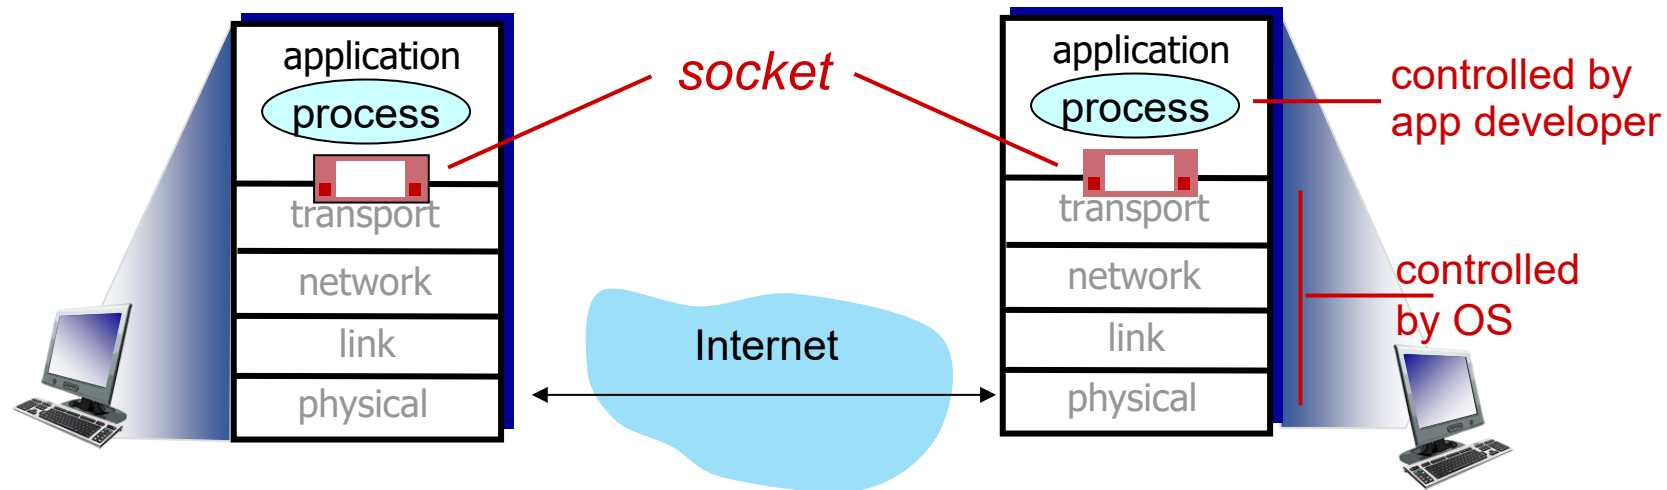 application
process
transport
network
link
physical
socket
Internet
application
process
transport
network
link
physical
controlled by
app developer
controlled
by OS